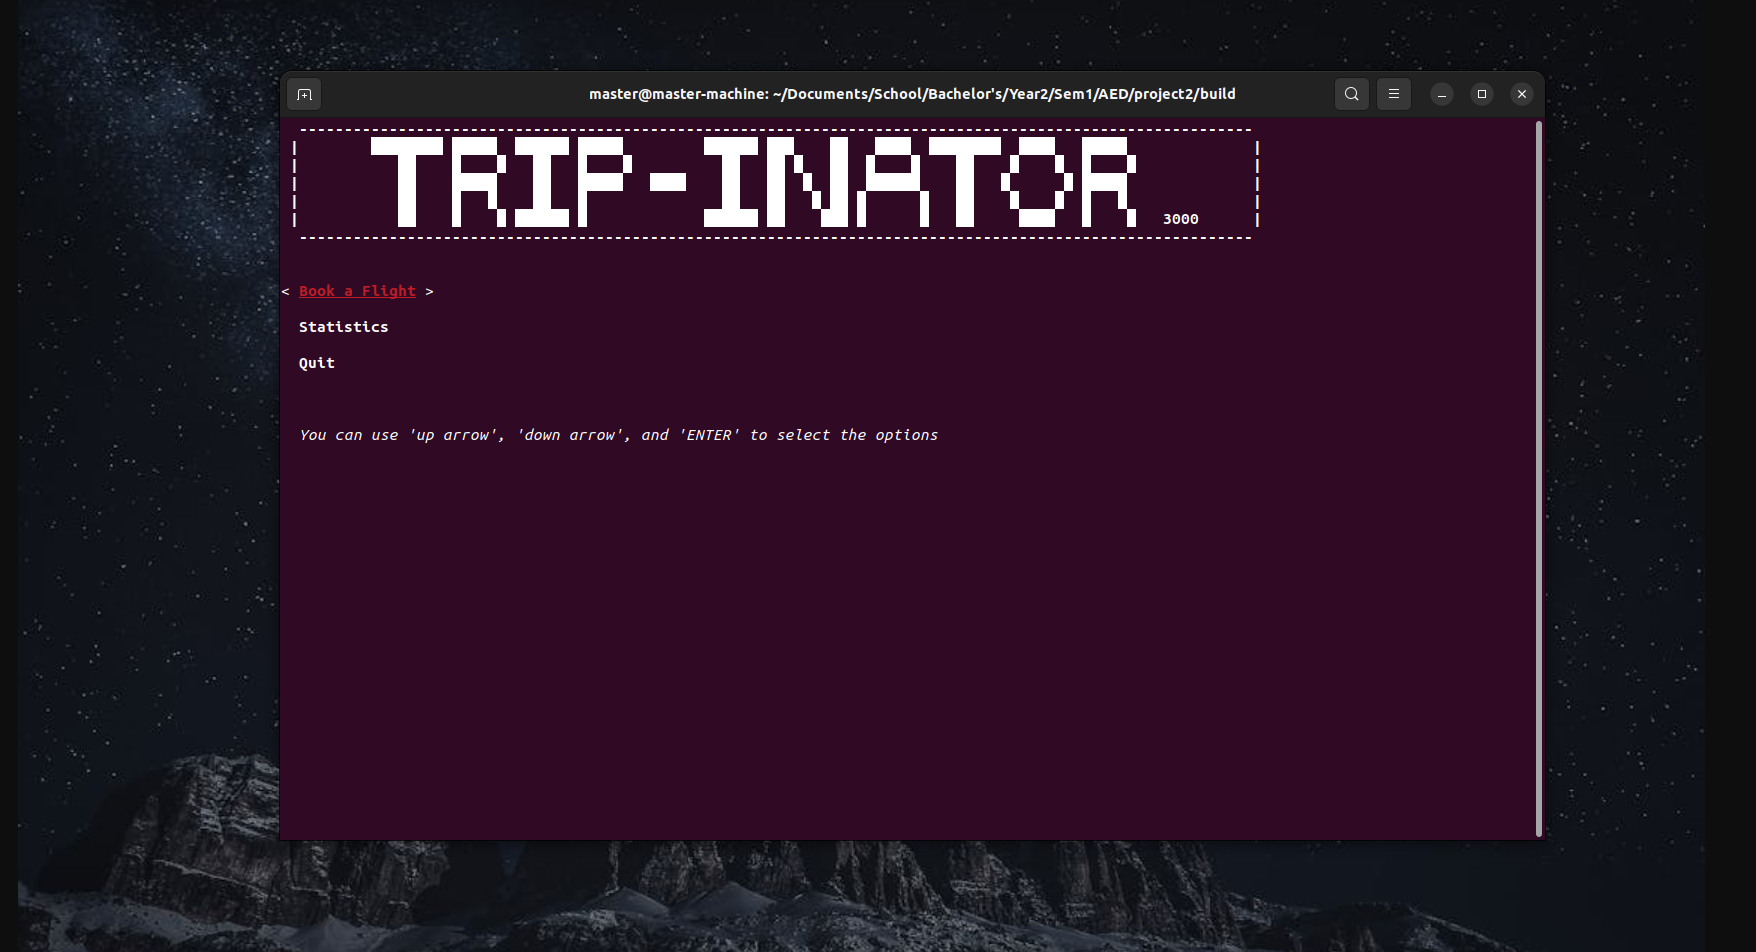 master@master-machine: ~/Documents/School/Bachelor's/Year2/Sem1/AED/project2/build
TRIP-INATOR
3000
< Book a Flight >
Statistics
Quit
You can use 'up arrow', 'down arrow', and 'ENTER' to select the options